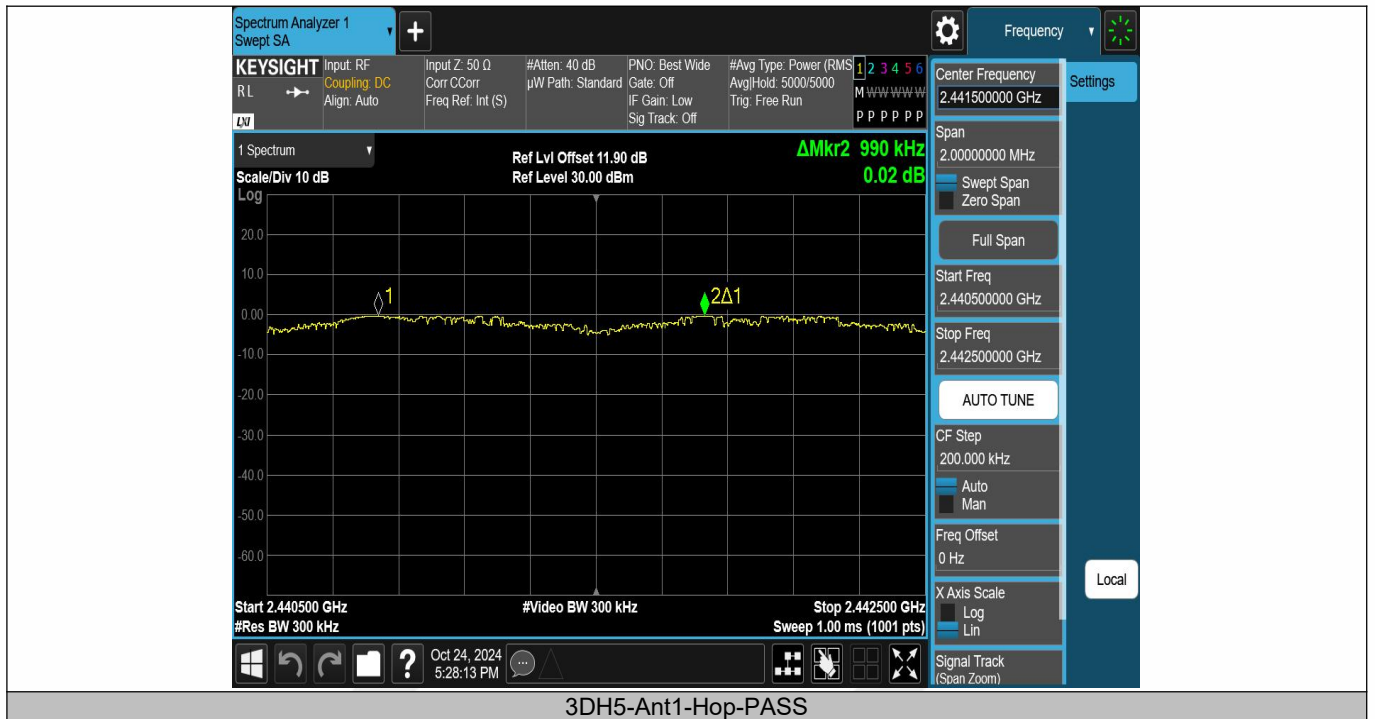 Spectrum Analyzer 1
Swept SA
+
Frequency
KEYSIGHT
RL
LXI
Input: RF
Coupling: DC
Align: Auto
Input Z: 50 Ω
Corr CCorr
Freq Ref: Int (S)
#Atten: 40 dB
µW Path: Standard
PNO: Best Wide
Gate: Off
IF Gain: Low
Sig Track: Off
#Avg Type: Power (RMS
Avg|Hold: 5000/5000
Trig: Free Run
1 2 3 4 5 6
M W W W W W
P P P P P P
1 Spectrum
Scale/Div 10 dB
Log
Ref Lvl Offset 11.90 dB
Ref Level 30.00 dBm
ΔMkr2 990 kHz
0.02 dB
20.0
10.0
0.00
-10.0
-20.0
-30.0
-40.0
-50.0
-60.0
1
2Δ1
Start 2.440500 GHz
#Res BW 300 kHz
#Video BW 300 kHz
Stop 2.442500 GHz
Sweep 1.00 ms (1001 pts)
Oct 24, 2024
5:28:13 PM
Center Frequency
2.441500000 GHz
Settings
Span
2.00000000 MHz
Swept Span
Zero Span
Full Span
Start Freq
2.440500000 GHz
Stop Freq
2.442500000 GHz
AUTO TUNE
CF Step
200.000 kHz
Auto
Man
Freq Offset
0 Hz
Local
X Axis Scale
Log
Lin
Signal Track
(Span Zoom)
3DH5-Ant1-Hop-PASS